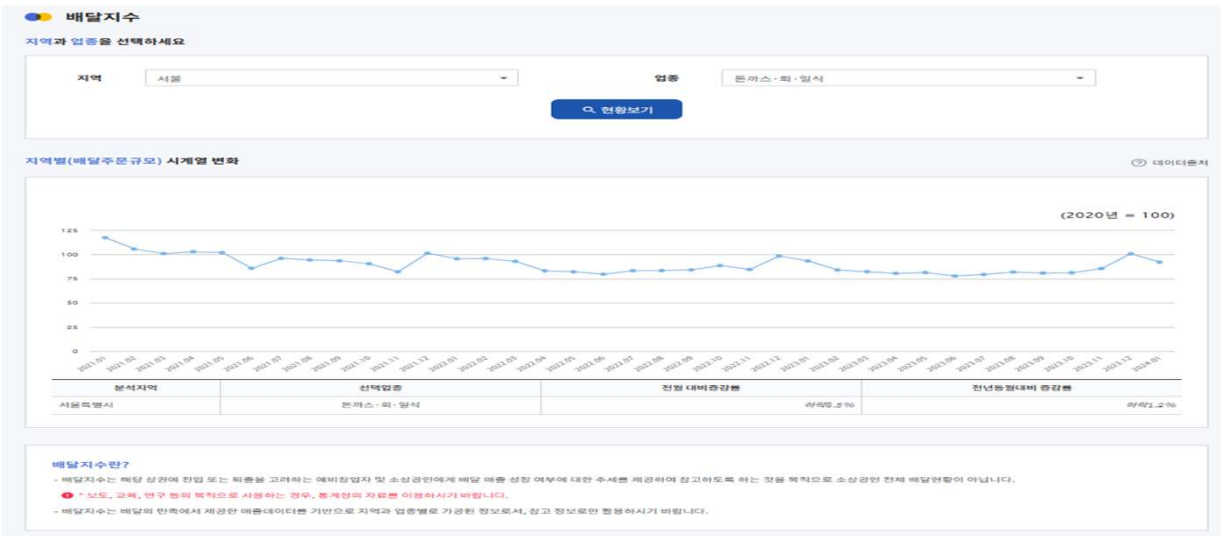 배달지수
지역과 업종을 선택하세요
지역 서울 업종 돈까스·회·일식
현황보기
지역별(배달주문규모) 시계열 변화 데이터출처
(2020년 = 100)
125
100
75
50
25
0
2021.01 2021.02 2021.03 2021.04 2021.05 2021.06 2021.07 2021.08 2021.09 2021.10 2021.11 2021.12 2022.01 2022.02 2022.03 2022.04 2022.05 2022.06 2022.07 2022.08 2022.09 2022.10 2022.11 2022.12 2023.01 2023.02 2023.03 2023.04 2023.05 2023.06 2023.07 2023.08 2023.09 2023.10 2023.11 2023.12 2024.01
분석지역 선택업종 전월 대비증감률 전년동월대비 증감률
서울특별시 돈까스·회·일식 %  %
배달지수란?
- 배달지수는 해당 상권에 진입 또는 퇴출을 고려하는 예비창업자 및 소상공인에게 배달 매출 성장 여부에 대한 추세를 제공하여 참고하도록 하는 것을 목적으로 소상공인 전체 배달현황이 아닙니다.
* 보도, 교육, 연구 등의 목적으로 사용하는 경우, 통계청의 자료를 이용하시기 바랍니다.
- 배달지수는 배달의 민족에서 제공한 매출데이터를 기반으로 지역과 업종별로 가공된 정보로서, 참고 정보로만 활용하시기 바랍니다.